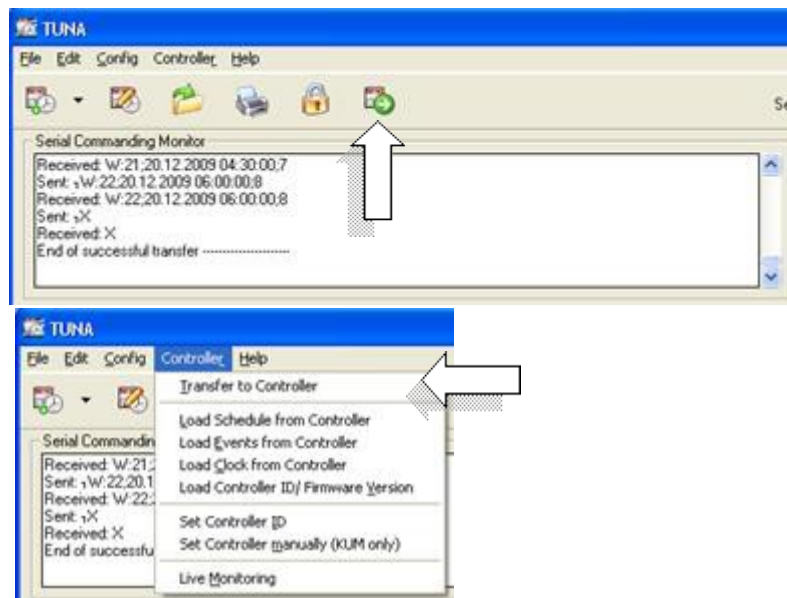 TUNA
File Edit Config Controller Help
Se
Serial Commanding Monitor
Received: W:21;20.12.2009 04:30:00;7
Sent: ┐W:22;20.12.2009 06:00:00;8
Received: W:22;20.12.2009 06:00:00;8
Sent: ┐X
Received: X
End of successful transfer ---------------------
TUNA
File Edit Config Controller Help
Transfer to Controller
Load Schedule from Controller
Load Events from Controller
Load Clock from Controller
Load Controller ID/ Firmware Version
Set Controller ID
Set Controller manually (KUM only)
Live Monitoring
Serial Commandin
Received: W:21;2
Sent: ┐W:22;20.1
Received: W:22;2
Sent: ┐X
Received: X
End of successfu